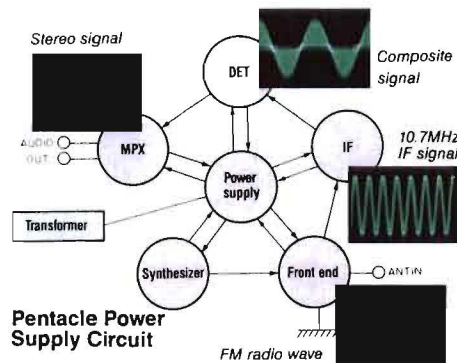 Stereo signal
DET
Composite
signal
AUDIO
OUT
MPX
IF
10.7MHz
IF signal
Power
supply
Transformer
Synthesizer
Front end
ANT IN
Pentacle Power
Supply Circuit
FM radio wave